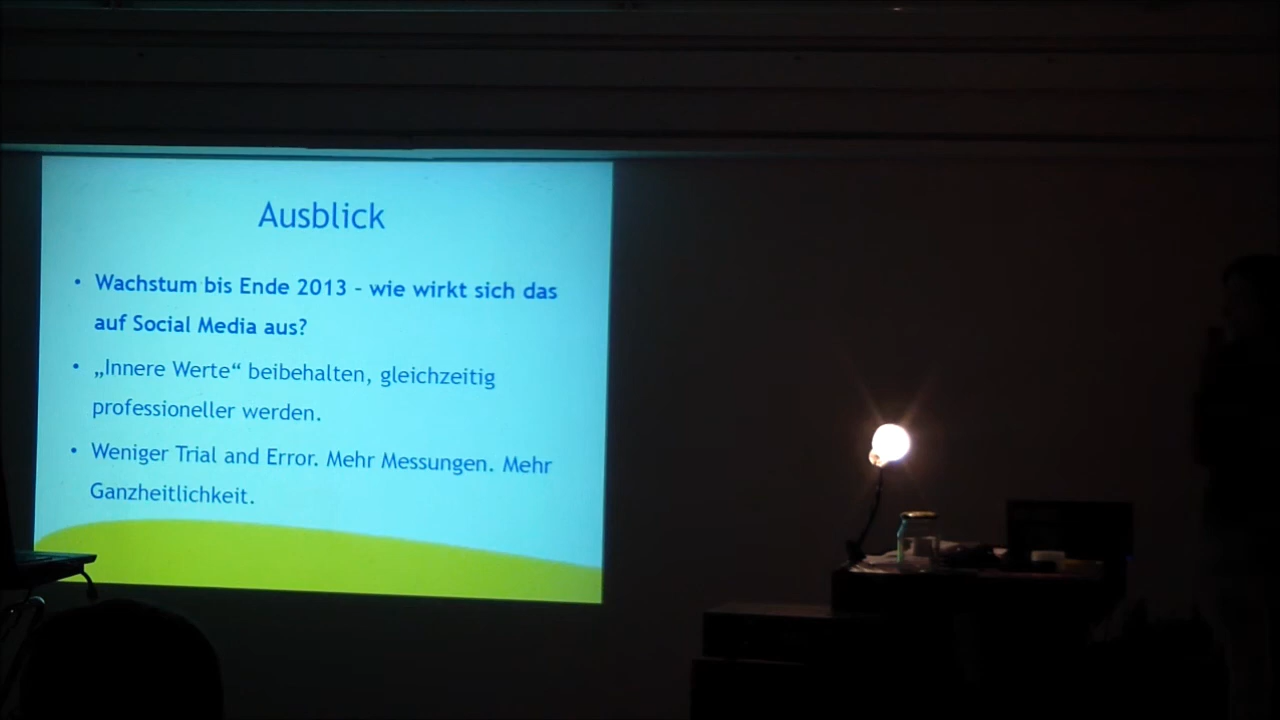 Ausblick
• Wachstum bis Ende 2013 – wie wirkt sich das
auf Social Media aus?
• „Innere Werte“ beibehalten, gleichzeitig
professioneller werden.
• Weniger Trial and Error. Mehr Messungen. Mehr
Ganzheitlichkeit.